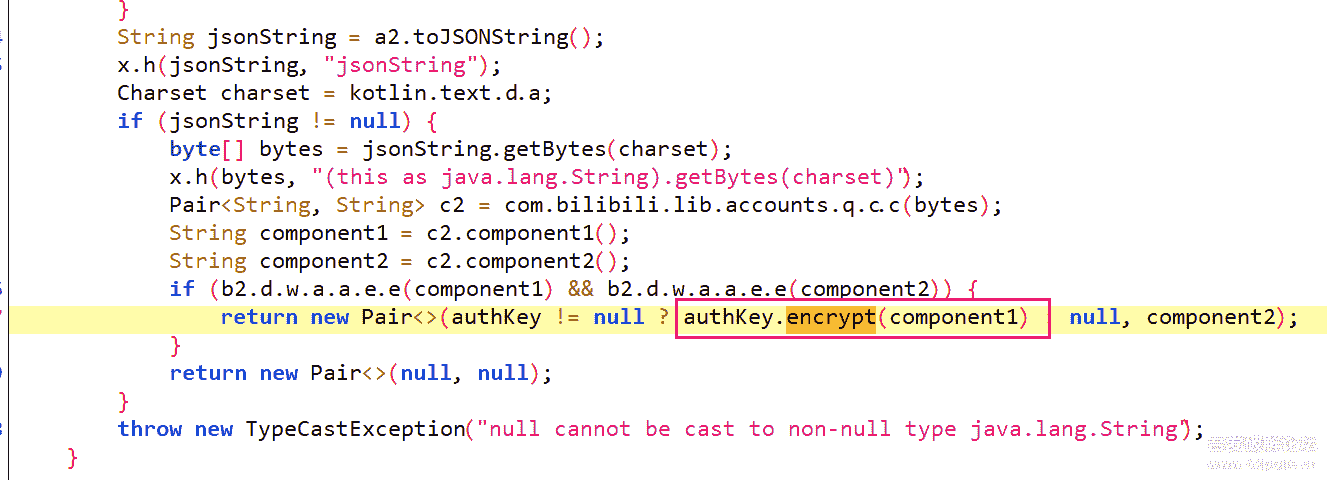 }
String jsonString = a2.toJSONString();
x.h(jsonString, "jsonString");
Charset charset = kotlin.text.d.a;
if (jsonString != null) {
byte[] bytes = jsonString.getBytes(charset);
x.h(bytes, "(this as java.lang.String).getBytes(charset)");
Pair<String, String> c2 = com.bilibili.lib.accounts.q.c.c(bytes);
String component1 = c2.component1();
String component2 = c2.component2();
if (b2.d.w.a.a.e.e(component1) && b2.d.w.a.a.e.e(component2)) {
return new Pair<>(authKey != null ? authKey.encrypt(component1) null, component2);
}
return new Pair<>(null, null);
}
throw new TypeCastException("null cannot be cast to non-null type java.lang.String");
}